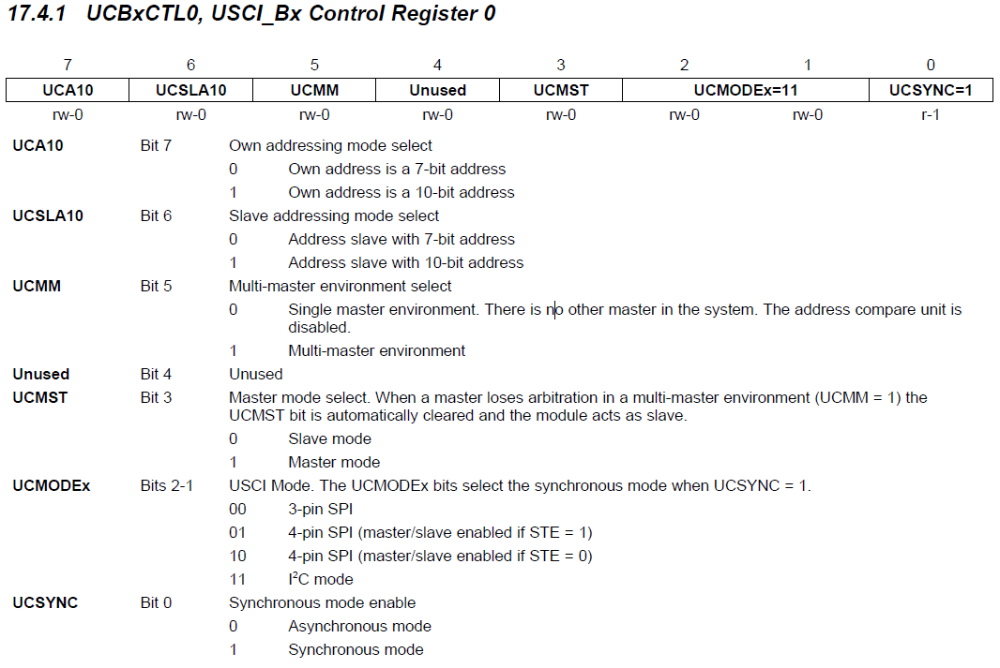 17.4.1 UCBxCTL0, USCI_Bx Control Register 0
7 6 5 4 3 2 1 0
UCA10 UCSLA10 UCMM Unused UCMST UCMODEx=11 UCSYNC=1
rw-0 rw-0 rw-0 rw-0 rw-0 rw-0 rw-0 r-1
UCA10 Bit 7 Own addressing mode select
0 Own address is a 7-bit address
1 Own address is a 10-bit address
UCSLA10 Bit 6 Slave addressing mode select
0 Address slave with 7-bit address
1 Address slave with 10-bit address
UCMM Bit 5 Multi-master environment select
0 Single master environment. There is no other master in the system. The address compare unit is
disabled.
1 Multi-master environment
Unused Bit 4 Unused
UCMST Bit 3 Master mode select. When a master loses arbitration in a multi-master environment (UCMM = 1) the
UCMST bit is automatically cleared and the module acts as slave.
0 Slave mode
1 Master mode
UCMODEx Bits 2-1 USCI Mode. The UCMODEx bits select the synchronous mode when UCSYNC = 1.
00 3-pin SPI
01 4-pin SPI (master/slave enabled if STE = 1)
10 4-pin SPI (master/slave enabled if STE = 0)
11 I²C mode
UCSYNC Bit 0 Synchronous mode enable
0 Asynchronous mode
1 Synchronous mode